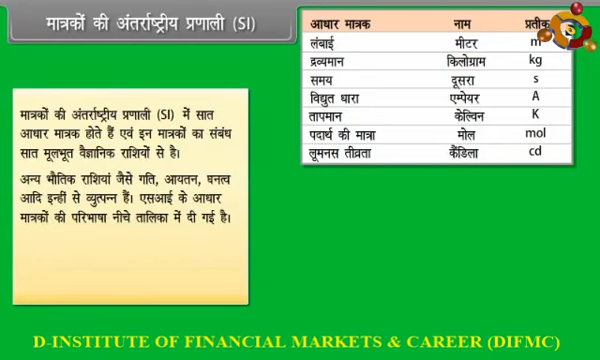 मात्रकों की अंतर्राष्ट्रीय प्रणाली (SI)
आधार मात्रक नाम प्रतीक
लंबाई मीटर m
द्रव्यमान किलोग्राम kg
समय दूसरा s
विद्युत धारा एम्पेयर A
तापमान केल्विन K
पदार्थ की मात्रा मोल mol
लूमनस तीव्रता कैंडिला cd
मात्रकों की अंतर्राष्ट्रीय प्रणाली (SI) में सात
आधार मात्रक होते हैं एवं इन मात्रकों का संबंध
सात मूलभूत वैज्ञानिक राशियों से है।
अन्य भौतिक राशियां जैसे गति, आयतन, घनत्व
आदि इन्हीं से व्युत्पन्न हैं। एसआई के आधार
मात्रकों की परिभाषा नीचे तालिका में दी गई है।
D-INSTITUTE OF FINANCIAL MARKETS & CAREER (DIFMC)